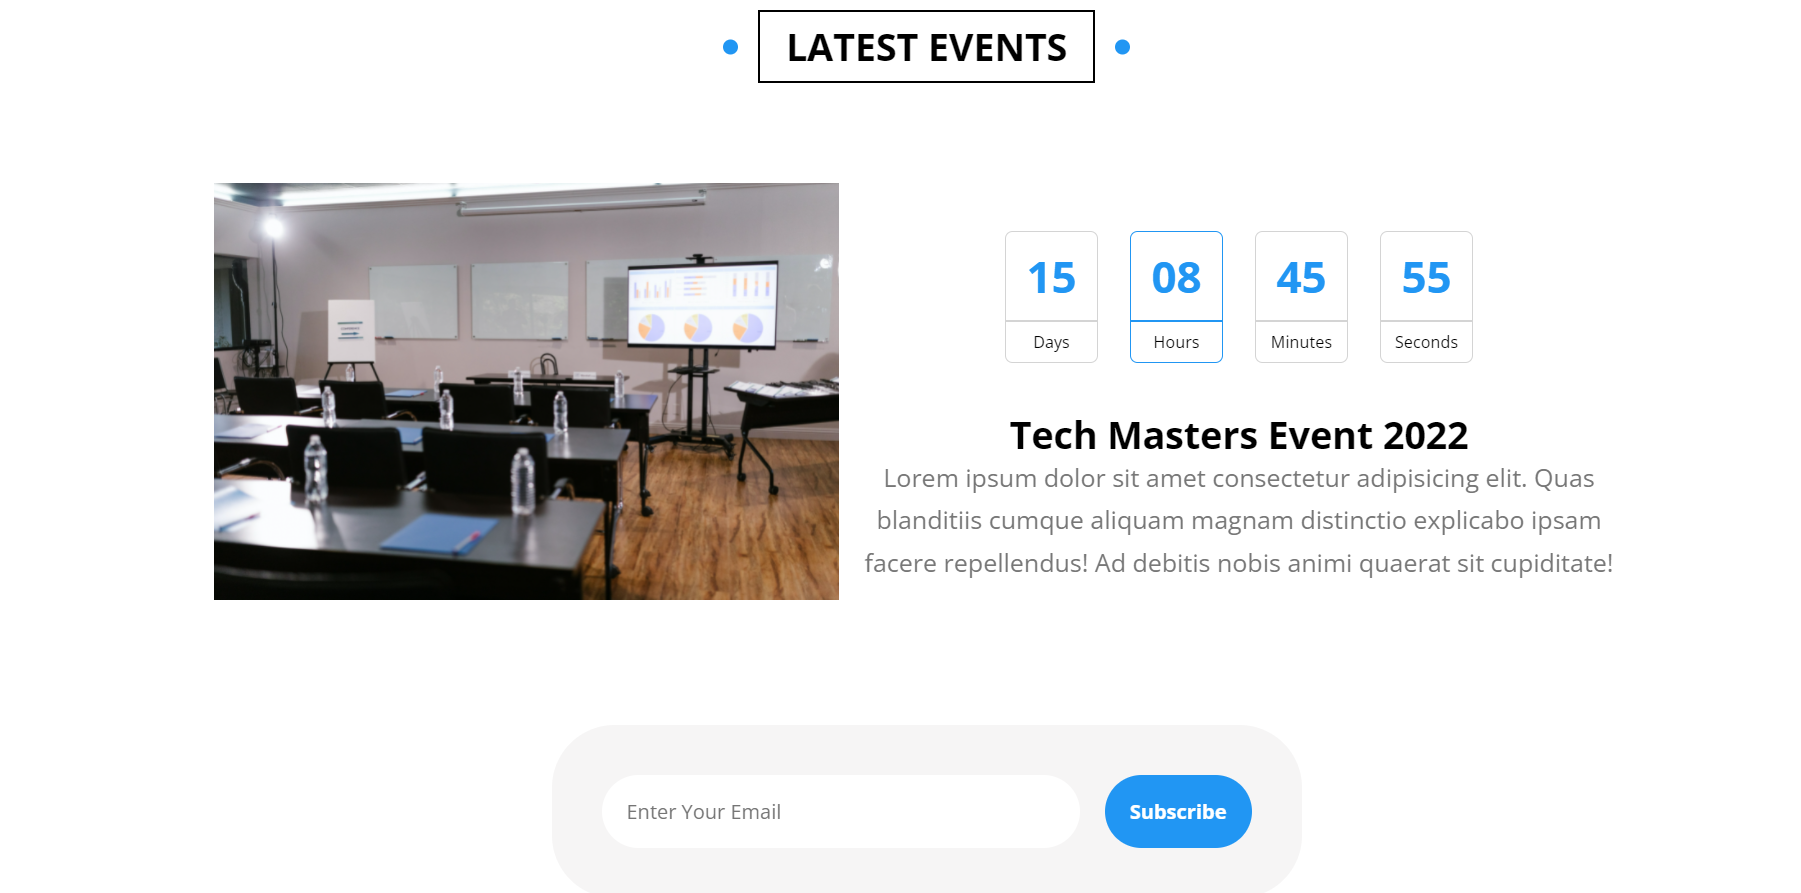 LATEST EVENTS
15
08
45
55
Days
Hours
Minutes
Seconds
Tech Masters Event 2022
Lorem ipsum dolor sit amet consectetur adipisicing elit. Quas
blanditiis cumque aliquam magnam distinctio explicabo ipsam
facere repellendus! Ad debitis nobis animi quaerat sit cupiditate!
Enter Your Email
Subscribe